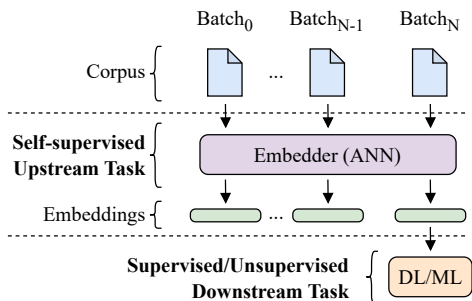 Batch0 BatchN-1 BatchN
Corpus
...
Self-supervised
Upstream Task
Embedder (ANN)
Embeddings
...
Supervised/Unsupervised
Downstream Task
DL/ML